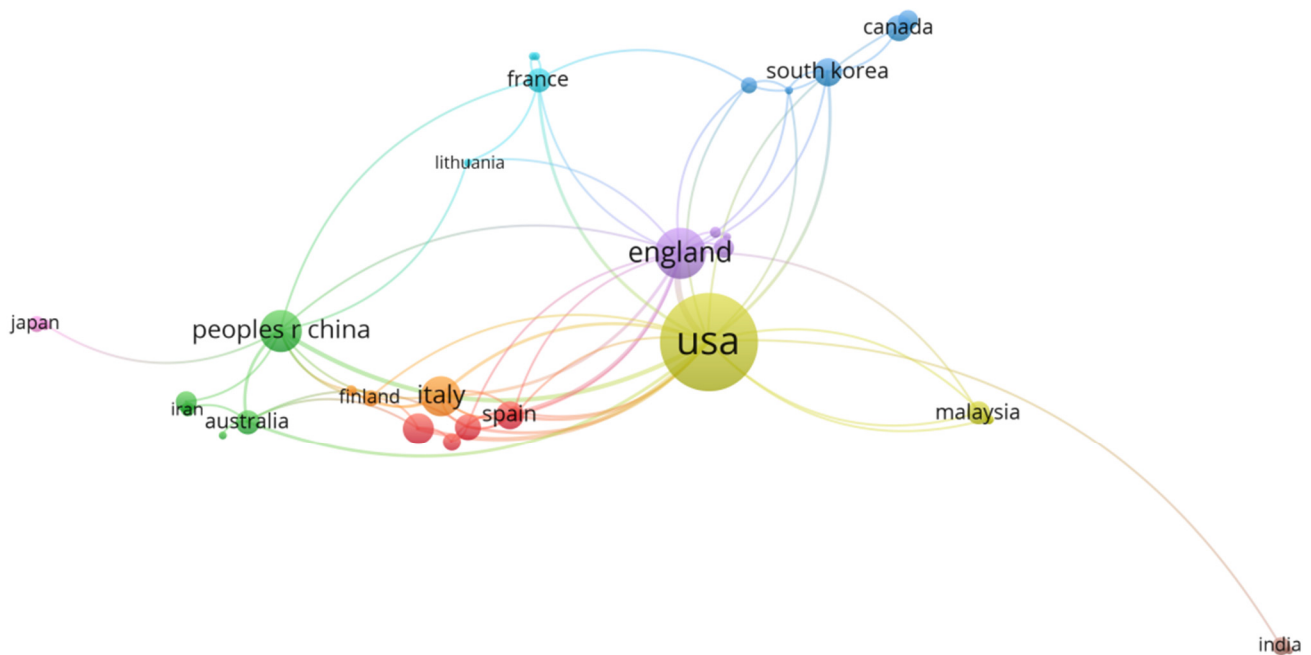 canada
south korea
france
lithuania
england
japan
peoples r china
usa
finland
italy
iran
australia
spain
malaysia
india